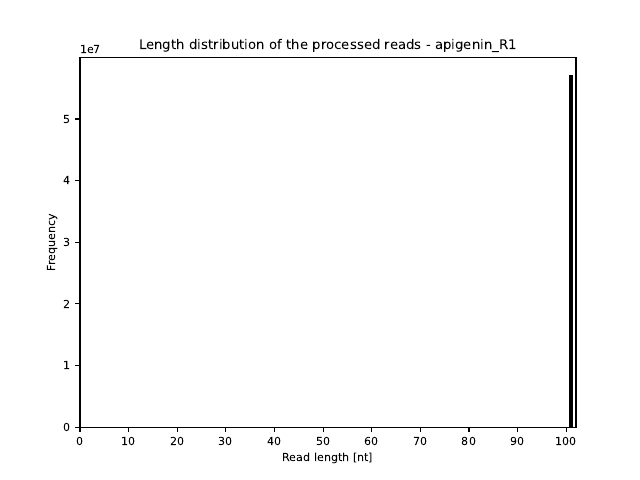 Length distribution of the processed reads - apigenin_R1
1e7
5
4
3
2
1
0
Frequency
0 10 20 30 40 50 60 70 80 90 100
Read length [nt]